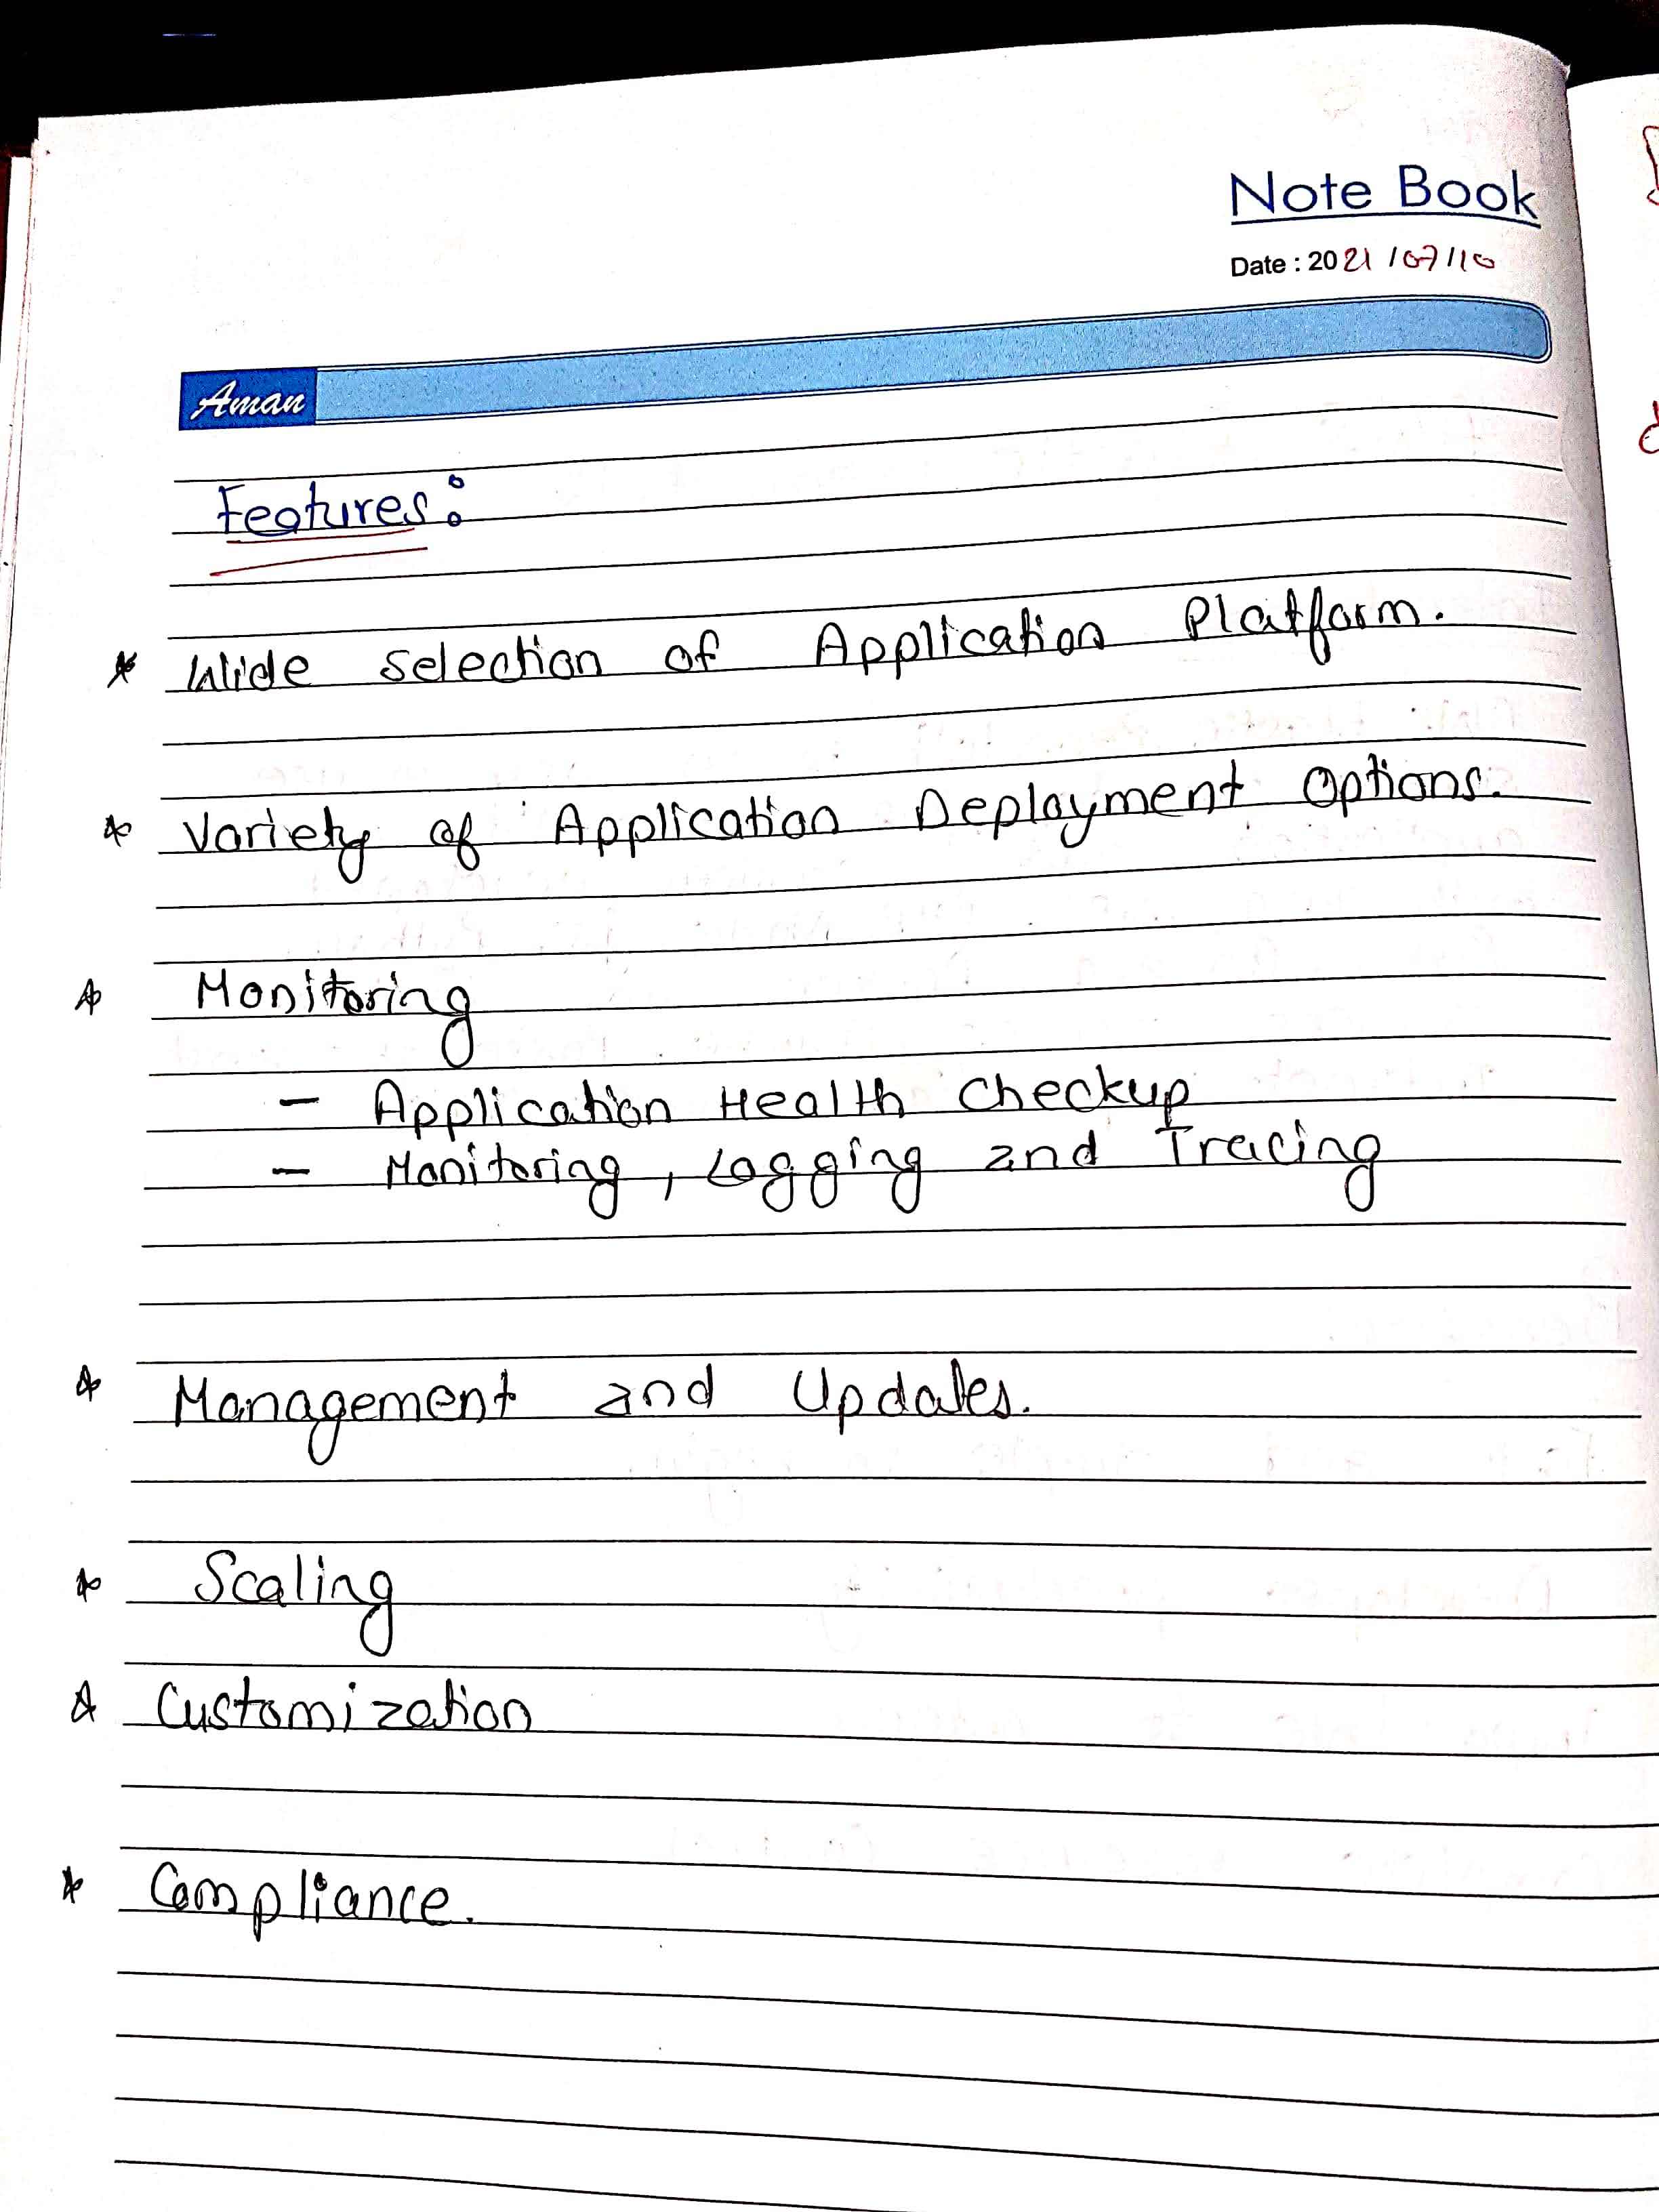 Note Book
Date : 2021 /07/10
Aman
Features:
* Wide selection of Application Platform.
* Variety of Application Deployment Options.
* Monitoring
- Application Health Checkup
- Monitoring, Logging and Tracing
* Management and Updates.
* Scaling
* Customization
* Compliance.